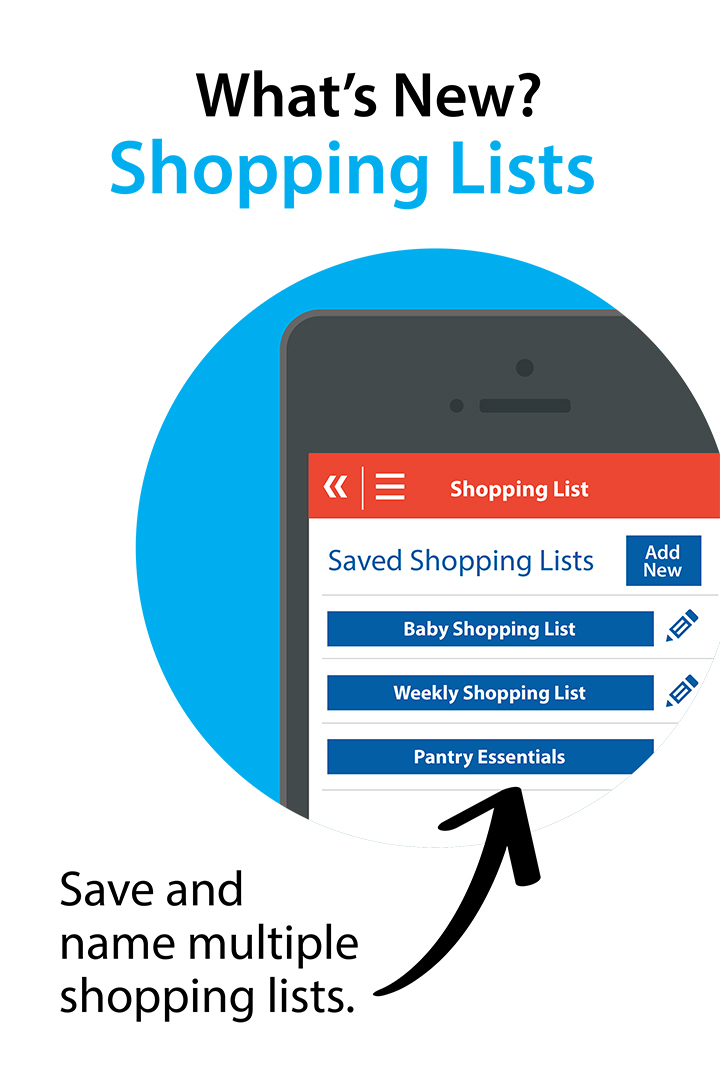 What’s New?
Shopping Lists
Shopping List
Saved Shopping Lists
Add
New
Baby Shopping List
Weekly Shopping List
Pantry Essentials
Save and
name multiple
shopping lists.